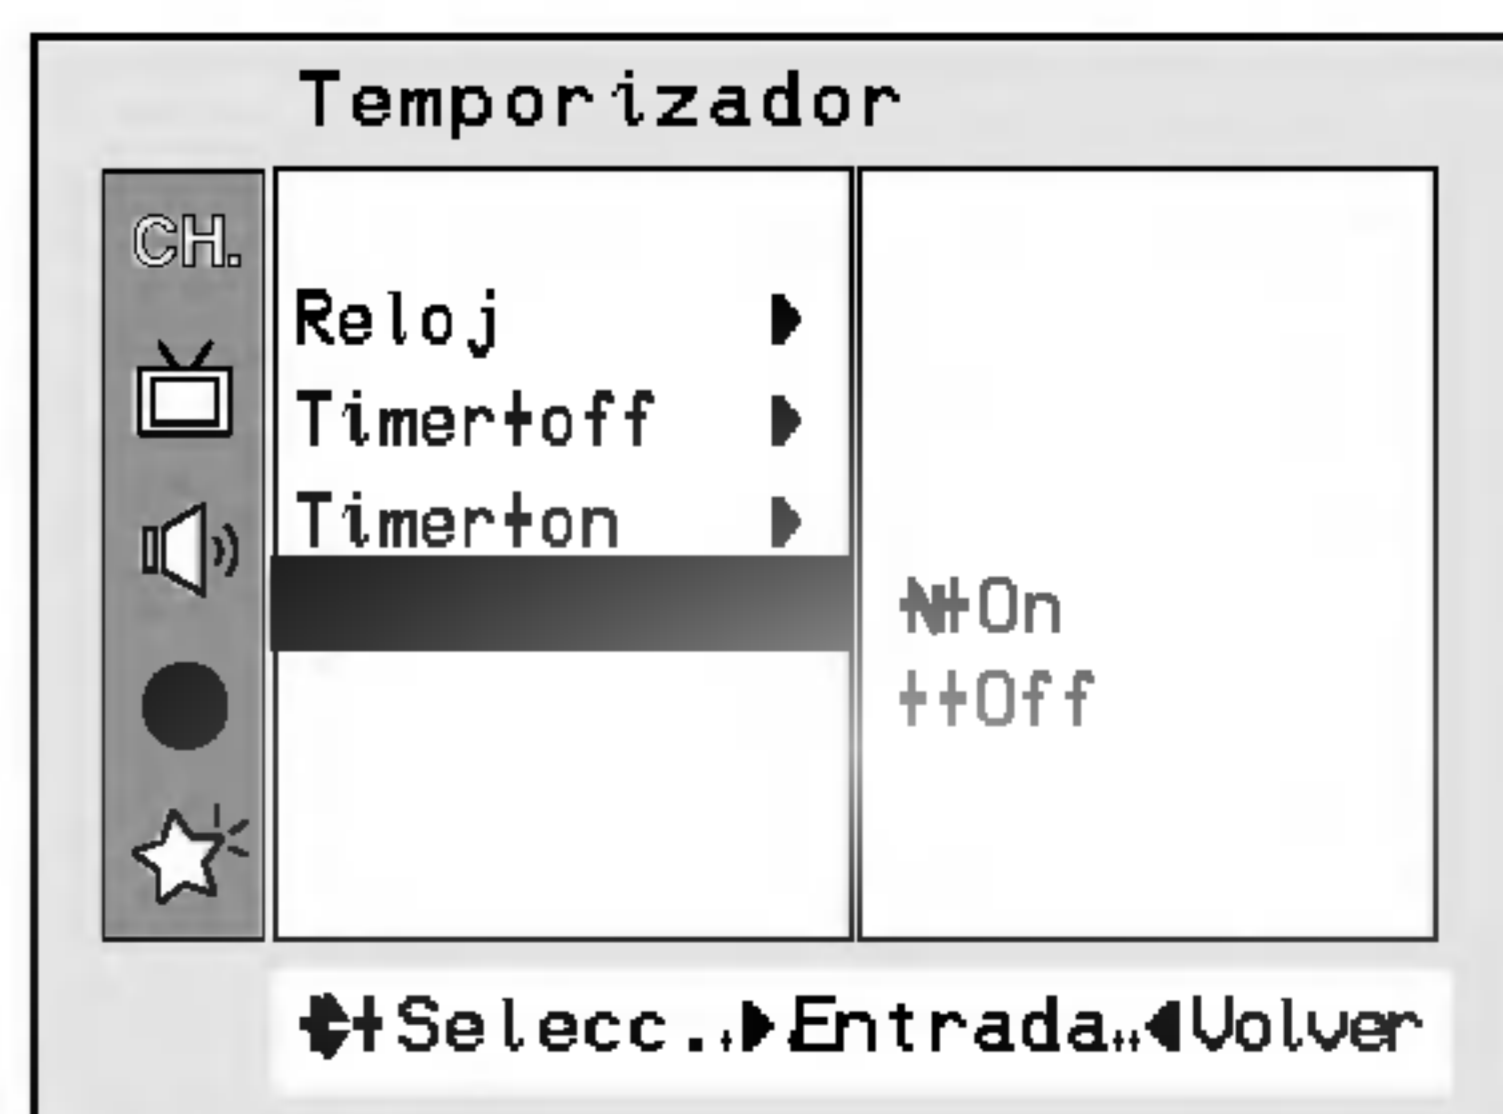 Temporizador
CH.
Reloj
Timer off
Timer on
On
Off
Selecc. Entrada Volver